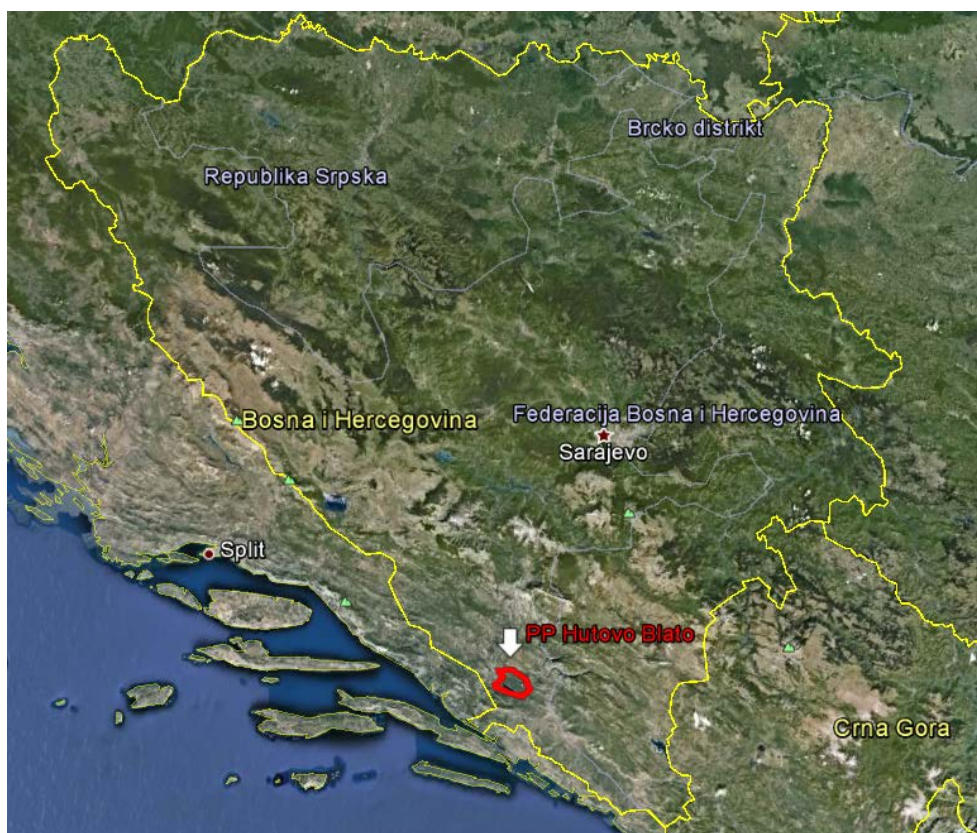 Brcko distrikt
Republika Srpska
Bosna i Hercegovina
Federacija Bosna i Hercegovina
Sarajevo
Split
PP Hutovo Blato
Crna Gora